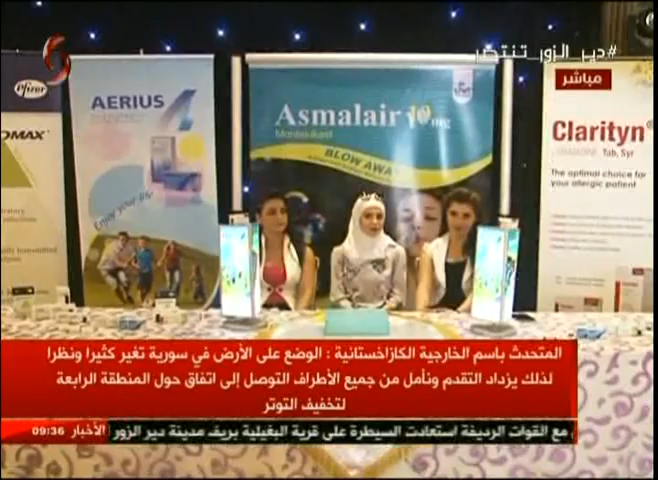 #دير_الزور_تنتصر
مباشر
Pfizer
OMAX
AERIUS
Enjoy your
Asmalair 10 mg
Montelukast
BLOW AWAY
Clarityn®
Tab, Syr
The optimal choice for
your allergic patient
المتحدث باسم الخارجية الكازاخستانية : الوضع على الأرض في سورية تغير كثيرا ونظرا
لذلك يزداد التقدم ونأمل من جميع الأطراف التوصل إلى اتفاق حول المنطقة الرابعة
لتخفيف التوتر
09:36 الأخبار
مع القوات الرديفة استعادت السيطرة على قرية البغيلية بريف مدينة دير الزور